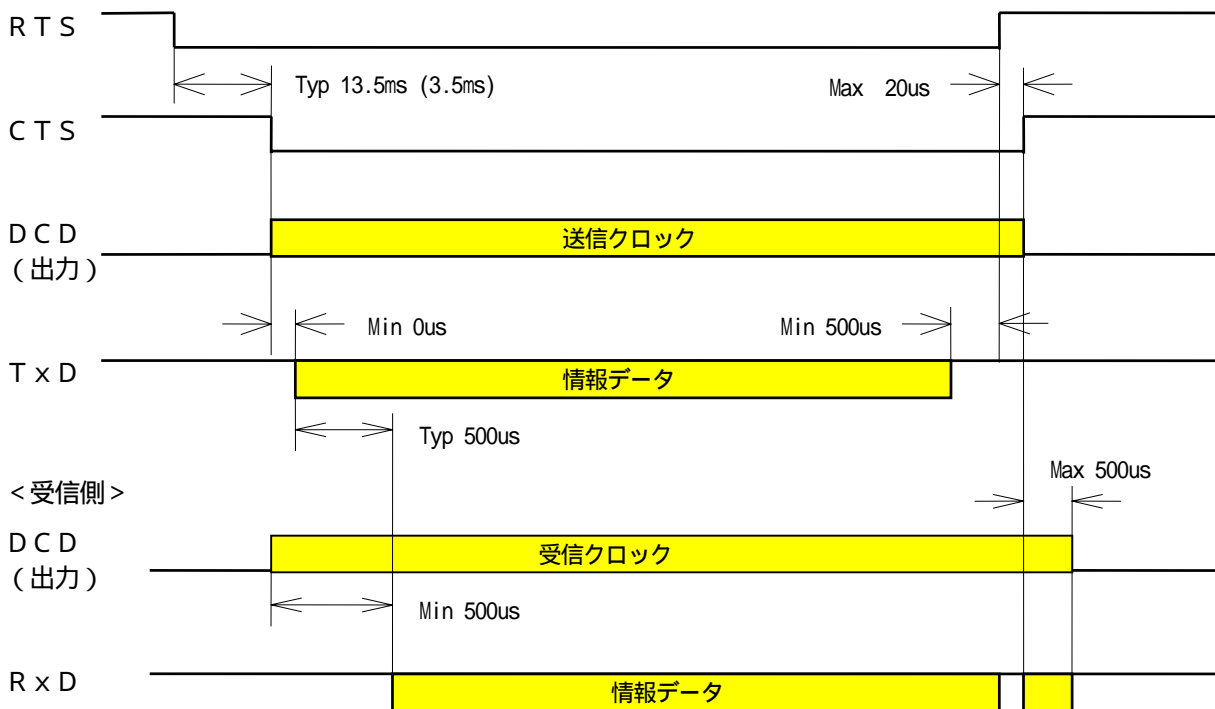 ＲＴＳ
Typ 13.5ms (3.5ms)
Max 20us
ＣＴＳ
ＤＣＤ
（出力）
送信クロック
Min 0us
Min 500us
ＴｘＤ
情報データ
Typ 500us
Max 500us
＜受信側＞
ＤＣＤ
（出力）
受信クロック
Min 500us
ＲｘＤ
情報データ